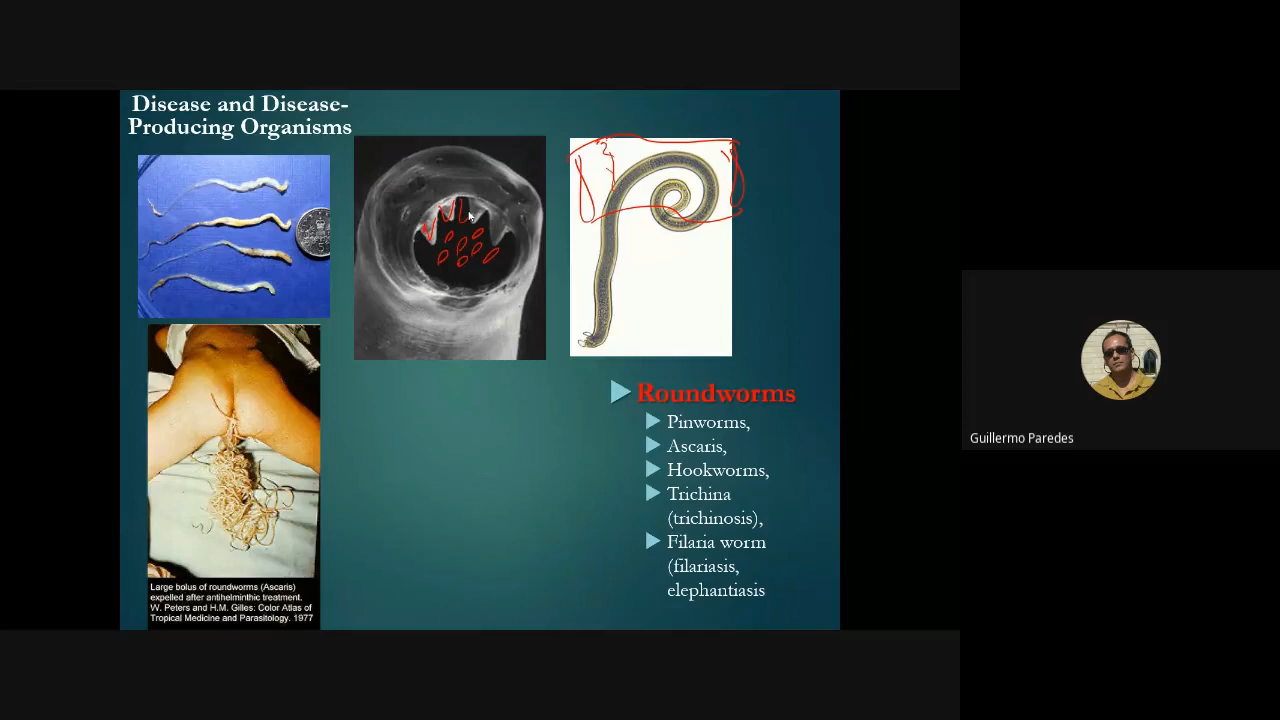 Disease and Disease-
Producing Organisms
Roundworms
Pinworms,
Ascaris,
Hookworms,
Trichina
(trichinosis),
Filaria worm
(filariasis,
elephantiasis
Large bolus of roundworms (Ascaris)
expelled after antihelminthic treatment.
W. Peters and H.M. Gilles: Color Atlas of
Tropical Medicine and Parasitology. 1977
Guillermo Paredes